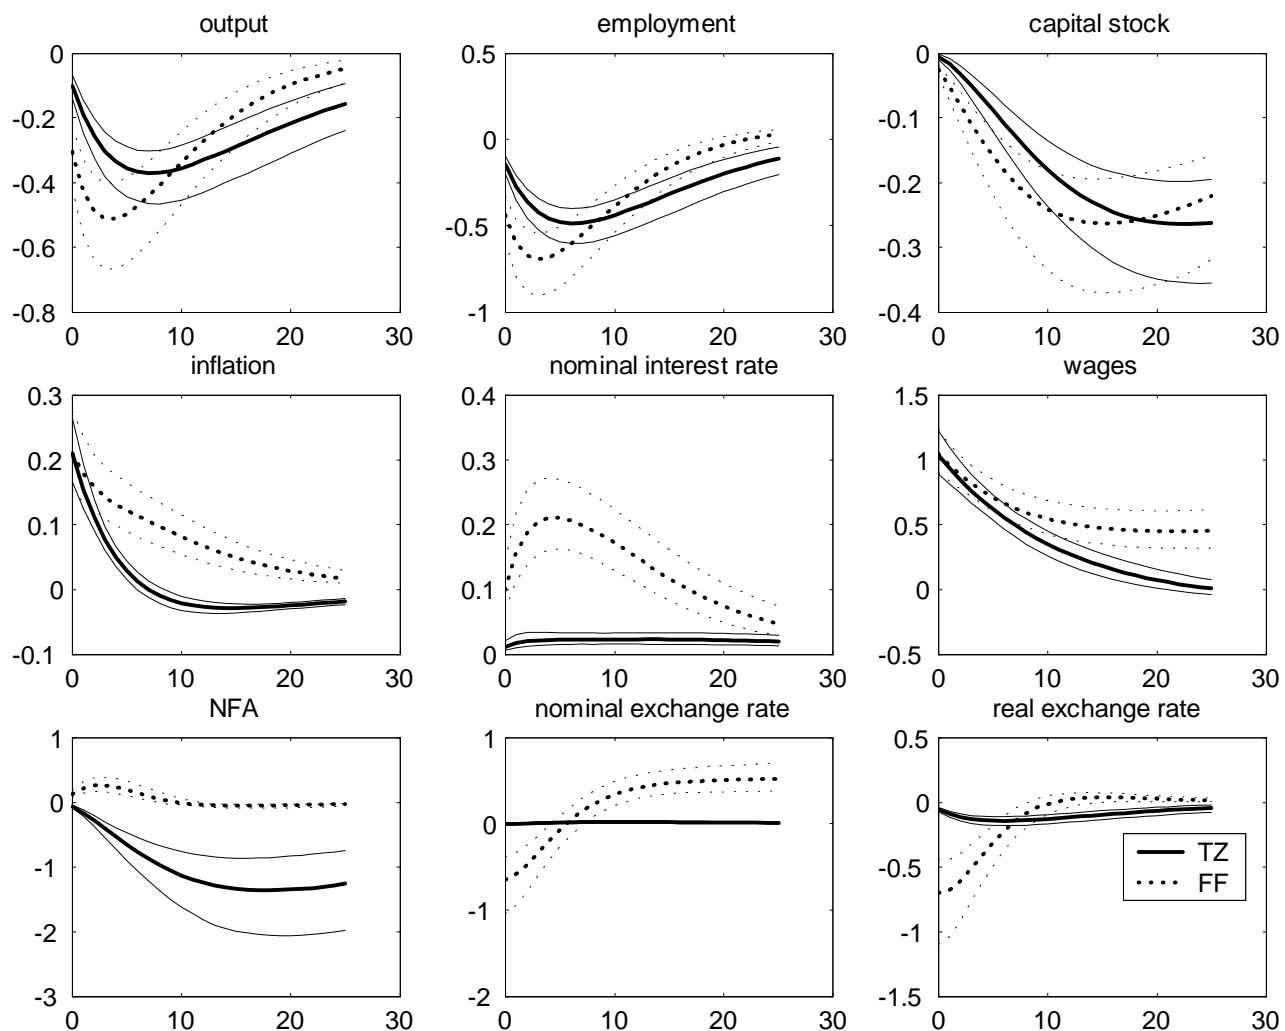 output employment capital stock
0 0.5 0
-0.2 0 -0.1
-0.4 -0.2
-0.6 -0.5 -0.3
-0.8 -1 -0.4
0 10 20 30 0 10 20 30 0 10 20 30
inflation nominal interest rate wages
0.3 0.4 1.5
0.2 0.3 1
0.1 0.2 0.5
0 0.1 0
-0.1 0 -0.5
0 10 20 30 0 10 20 30 0 10 20 30
NFA nominal exchange rate real exchange rate
1 1 0.5
0 0 0
-1 -1 -0.5
-2 -1
-3 -2 -1.5
0 10 20 30 0 10 20 30 0 10 20 30
TZ
FF